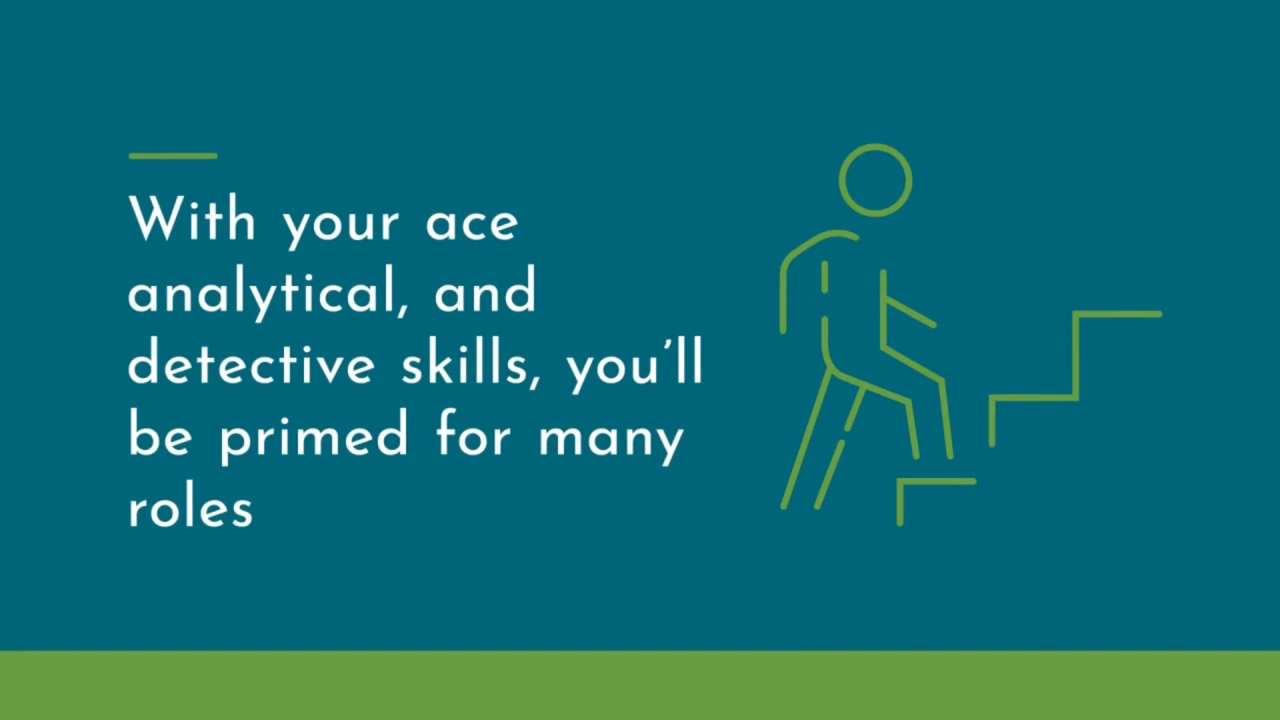 With your ace
analytical, and
detective skills, you'll
be primed for many
roles